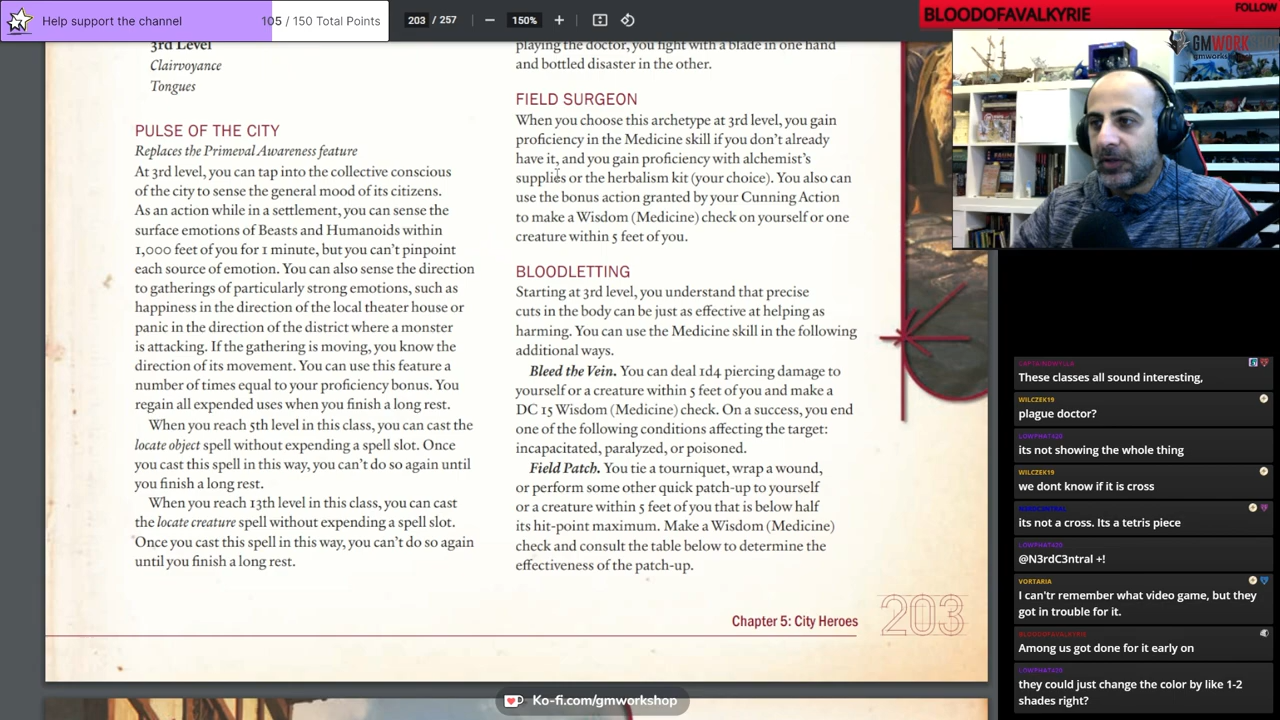 Help support the channel
105 / 150 Total Points
203 / 257
150%
BLOODOFAVALKYRIE
FOLLOW
GMWORK
3rd Level
Clairvoyance
Tongues
PULSE OF THE CITY
Replaces the Primeval Awareness feature
At 3rd level, you can tap into the collective conscious
of the city to sense the general mood of its citizens.
As an action while in a settlement, you can sense the
surface emotions of Beasts and Humanoids within
1,000 feet of you for 1 minute, but you can't pinpoint
each source of emotion. You can also sense the direction
to gatherings of particularly strong emotions, such as
happiness in the direction of the local theater house or
panic in the direction of the district where a monster
is attacking. If the gathering is moving, you know the
direction of its movement. You can use this feature a
number of times equal to your proficiency bonus. You
regain all expended uses when you finish a long rest.
When you reach 5th level in this class, you can cast the
locate object spell without expending a spell slot. Once
you cast this spell in this way, you can't do so again until
you finish a long rest.
When you reach 13th level in this class, you can cast
the locate creature spell without expending a spell slot.
Once you cast this spell in this way, you can't do so again
until you finish a long rest.
playing the doctor, you fight with a blade in one hand
and bottled disaster in the other.
FIELD SURGEON
When you choose this archetype at 3rd level, you gain
proficiency in the Medicine skill if you don't already
have it, and you gain proficiency with alchemist's
supplies or the herbalism kit (your choice). You also can
use the bonus action granted by your Cunning Action
to make a Wisdom (Medicine) check on yourself or one
creature within 5 feet of you.
BLOODLETTING
Starting at 3rd level, you understand that precise
cuts in the body can be just as effective at helping as
harming. You can use the Medicine skill in the following
additional ways.
Bleed the Vein. You can deal 1d4 piercing damage to
yourself or a creature within 5 feet of you and make a
DC 15 Wisdom (Medicine) check. On a success, you end
one of the following conditions affecting the target:
incapacitated, paralyzed, or poisoned.
Field Patch. You tie a tourniquet, wrap a wound,
or perform some other quick patch-up to yourself
or a creature within 5 feet of you that is below half
its hit-point maximum. Make a Wisdom (Medicine)
check and consult the table below to determine the
effectiveness of the patch-up.
Chapter 5: City Heroes
203
Ko-fi.com/gmworkshop
These classes all sound interesting,
WILCZEK19
plague doctor?
LOWPHAT420
its not showing the whole thing
WILCZEK19
we dont know if it is cross
N3RDC3NTRAL
its not a cross. Its a tetris piece
LOWPHAT420
@N3rdC3ntral +!
VORTARIA
I can'tr remember what video game, but they
got in trouble for it.
BLOODOFAVALKYRIE
Among us got done for it early on
LOWPHAT420
they could just change the color by like 1-2
shades right?